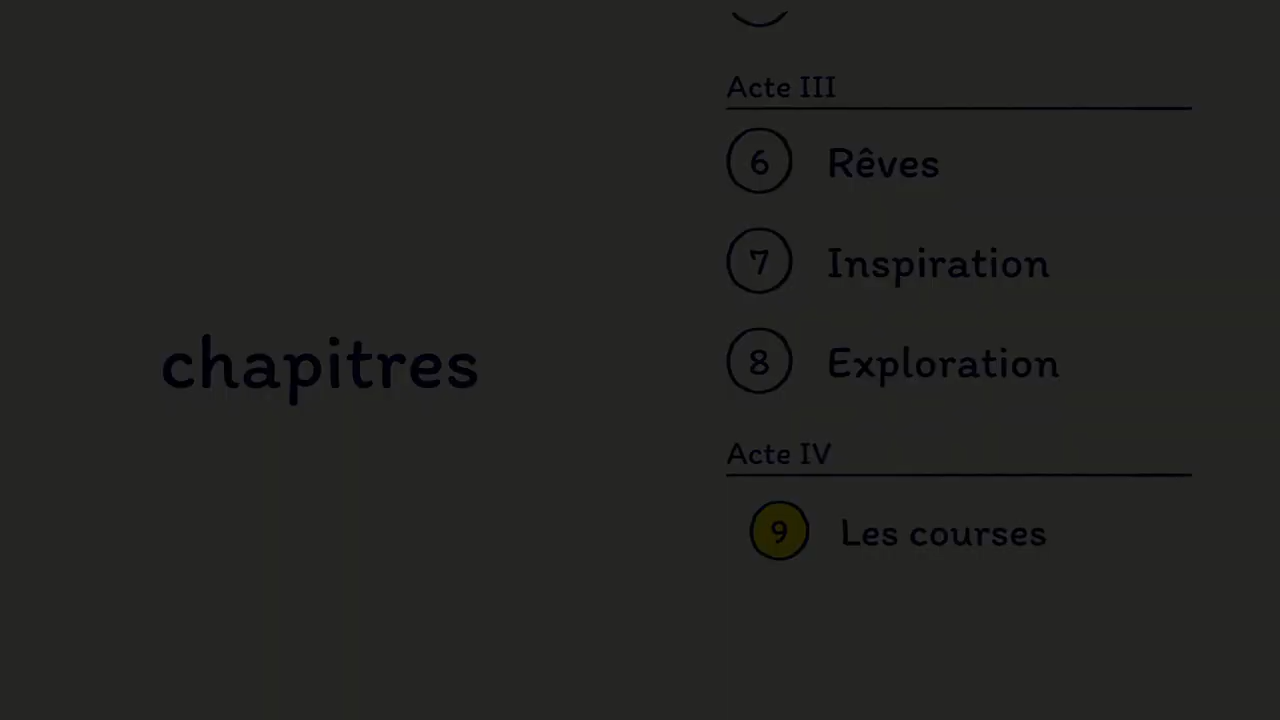 chapitres
Acte III
6 Rêves
7 Inspiration
8 Exploration
Acte IV
9 Les courses